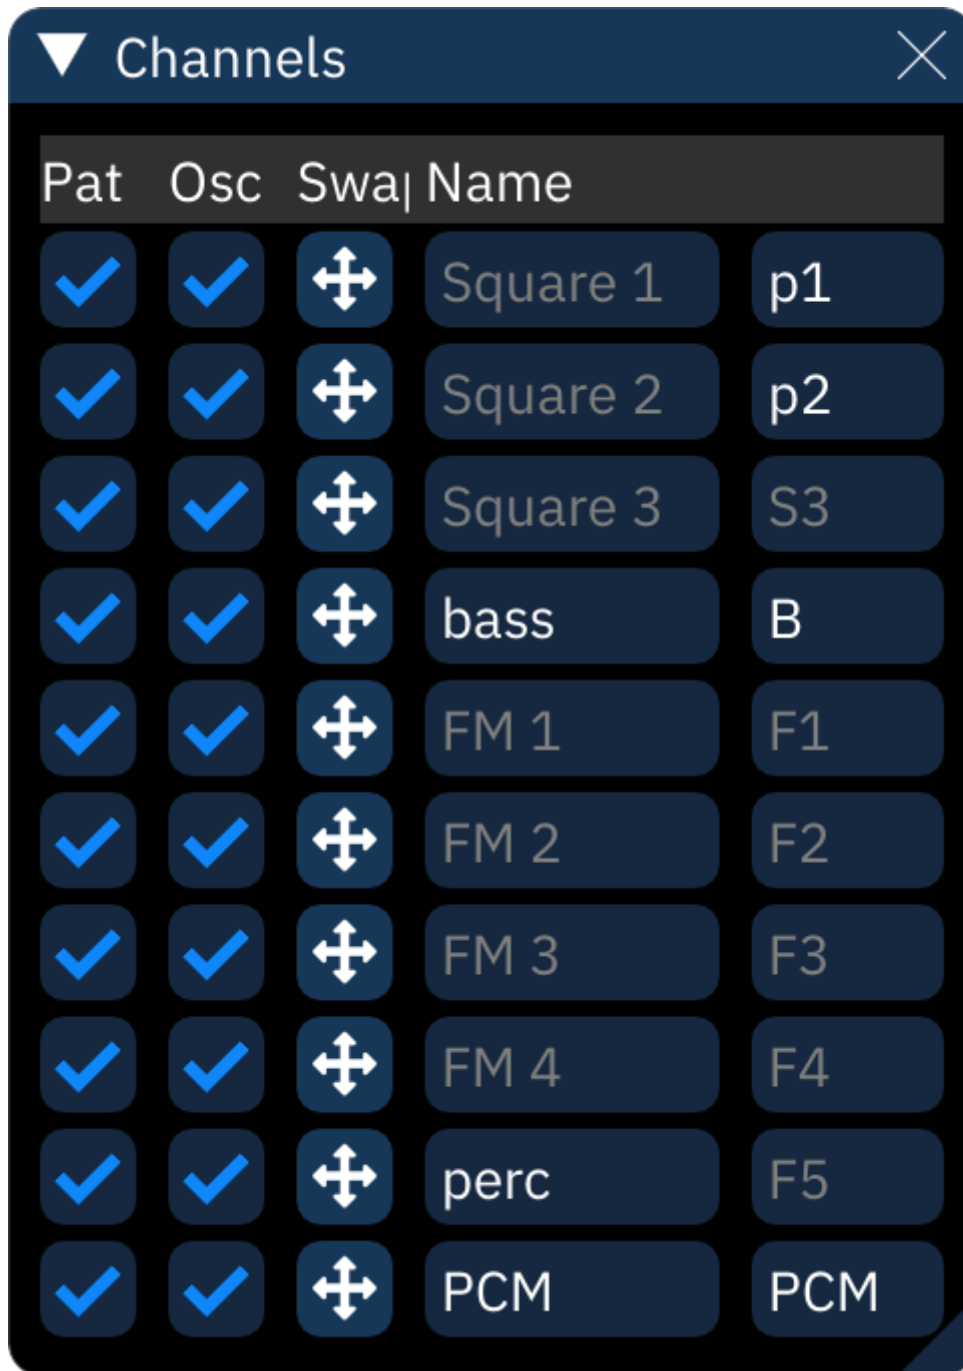 Channels
Pat Osc Swap Name
Square 1 p1
Square 2 p2
Square 3 S3
bass B
FM 1 F1
FM 2 F2
FM 3 F3
FM 4 F4
perc F5
PCM PCM